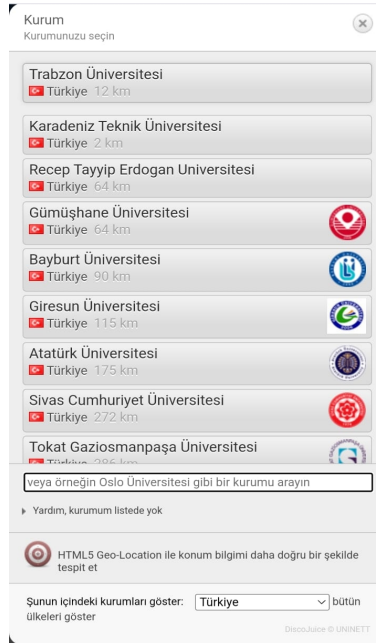 Kurum
Kurumunuzu seçin
Trabzon Üniversitesi
Türkiye 12 km
Karadeniz Teknik Üniversitesi
Türkiye 2 km
Recep Tayyip Erdogan Universitesi
Türkiye 64 km
Gümüşhane Üniversitesi
Türkiye 64 km
Bayburt Üniversitesi
Türkiye 90 km
Giresun Üniversitesi
Türkiye 115 km
Atatürk Üniversitesi
Türkiye 175 km
Sivas Cumhuriyet Üniversitesi
Türkiye 272 km
Tokat Gaziosmanpaşa Üniversitesi
Türkiye 286 km
veya örneğin Oslo Üniversitesi gibi bir kurumu arayın
Yardım, kurumum listede yok
HTML5 Geo-Location ile konum bilgimi daha doğru bir şekilde
tespit et
Şunun içindeki kurumları göster: Türkiye bütün
ülkeleri göster
DiscoJuice © UNINETT